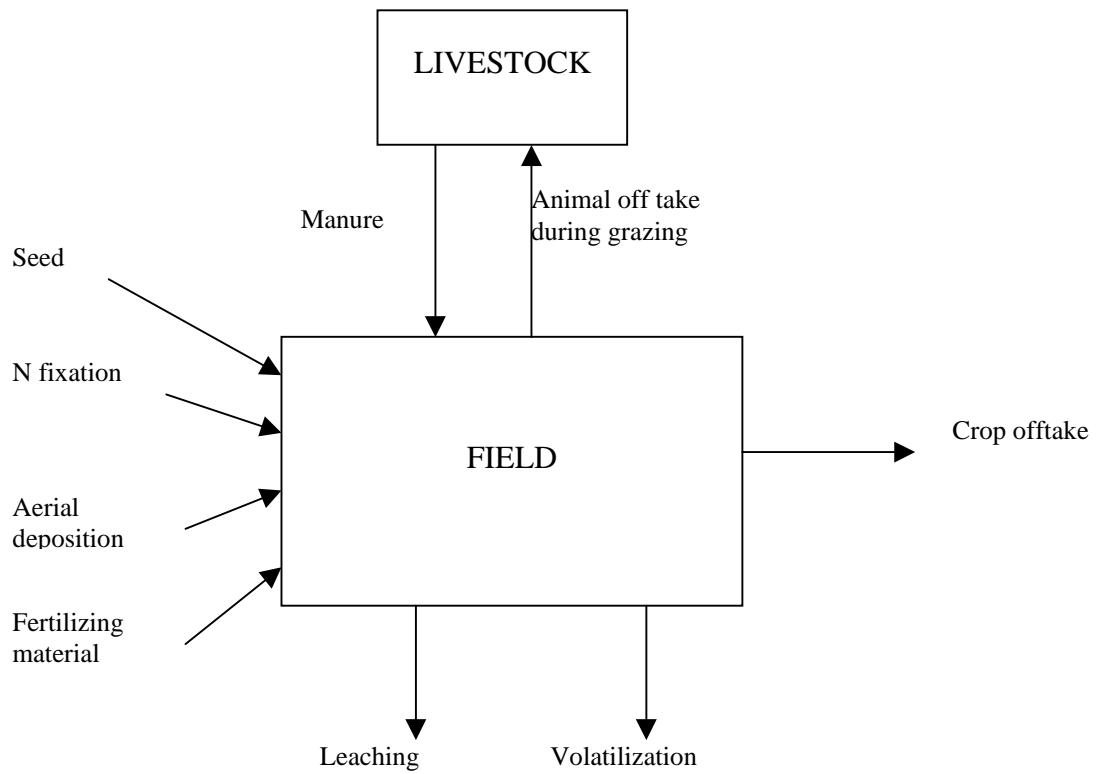 LIVESTOCK
Manure
Animal off take
during grazing
Seed
N fixation
Aerial
deposition
Fertilizing
material
FIELD
Crop offtake
Leaching
Volatilization